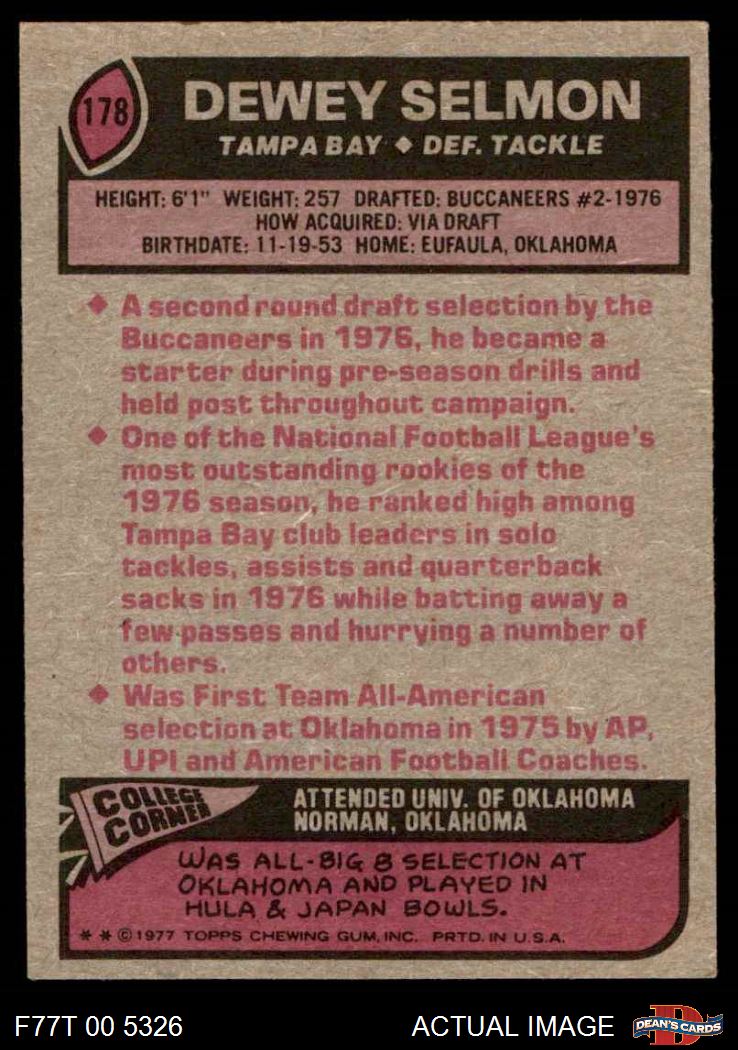 178
DEWEY SELMON
TAMPA BAY ◆ DEF. TACKLE
HEIGHT: 6'1" WEIGHT: 257 DRAFTED: BUCCANEERS #2-1976
HOW ACQUIRED: VIA DRAFT
BIRTHDATE: 11-19-53 HOME: EUFAULA, OKLAHOMA
◆ A second round draft selection by the
Buccaneers in 1976, he became a
starter during pre-season drills and
held post throughout campaign.
◆ One of the National Football League's
most outstanding rookies of the
1976 season, he ranked high among
Tampa Bay club leaders in solo
tackles, assists and quarterback
sacks in 1976 while batting away a
few passes and hurrying a number of
others.
◆ Was First Team All-American
selection at Oklahoma in 1975 by AP,
UPI and American Football Coaches.
COLLEGE
CORNER
ATTENDED UNIV. OF OKLAHOMA
NORMAN, OKLAHOMA
WAS ALL-BIG 8 SELECTION AT
OKLAHOMA AND PLAYED IN
HULA & JAPAN BOWLS.
* * © 1977 TOPPS CHEWING GUM, INC. PRTD. IN U.S.A.
F77T 00 5326
ACTUAL IMAGE
D
DEAN'S CARDS